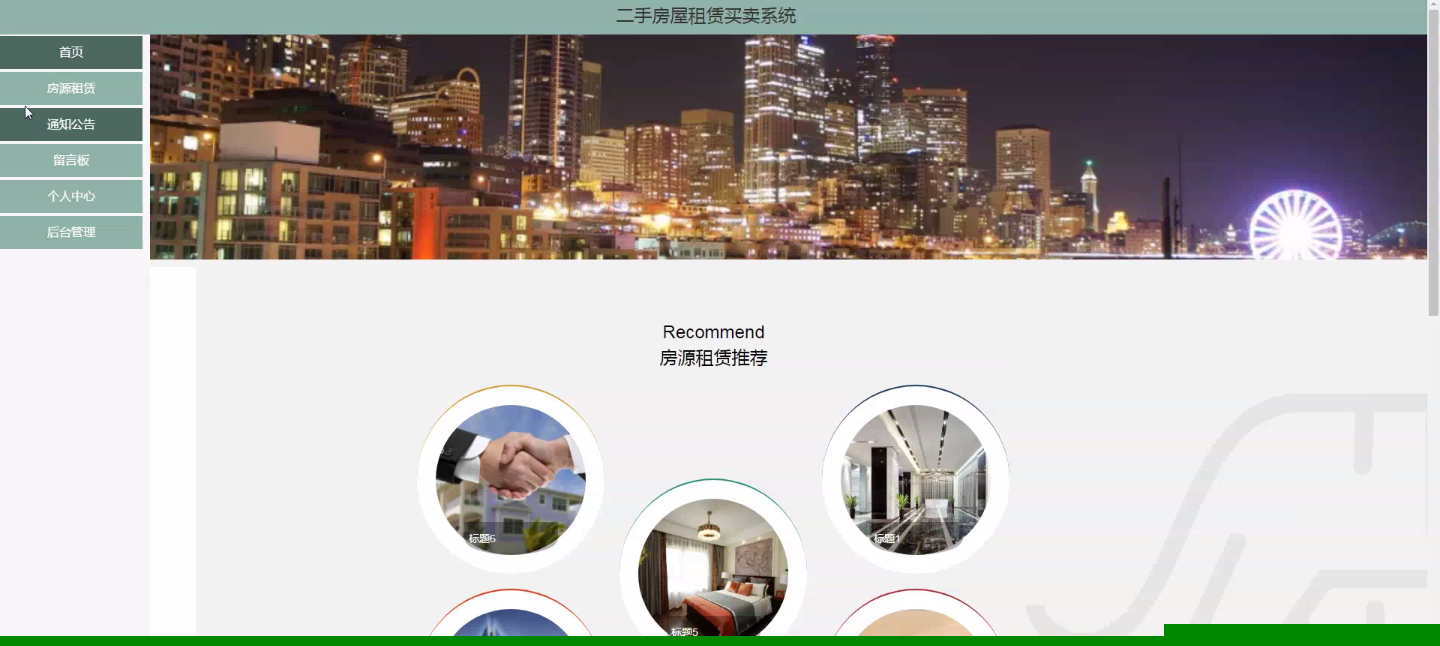 二手房屋租赁买卖系统
首页
房源租赁
通知公告
留言板
个人中心
后台管理
Recommend
房源租赁推荐
标题6
标题1
标题5